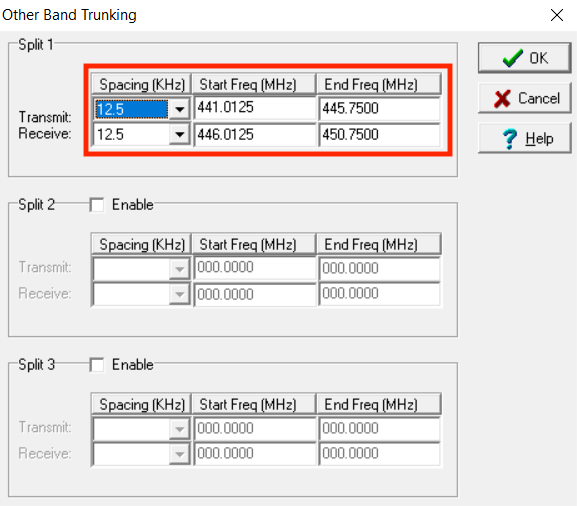 Other Band Trunking
Split 1
Spacing (KHz) Start Freq (MHz) End Freq (MHz)
Transmit: 12.5 441.0125 445.7500
Receive: 12.5 446.0125 450.7500
OK
Cancel
Help
Split 2 Enable
Spacing (KHz) Start Freq (MHz) End Freq (MHz)
Transmit: 000.0000 000.0000
Receive: 000.0000 000.0000
Split 3 Enable
Spacing (KHz) Start Freq (MHz) End Freq (MHz)
Transmit: 000.0000 000.0000
Receive: 000.0000 000.0000